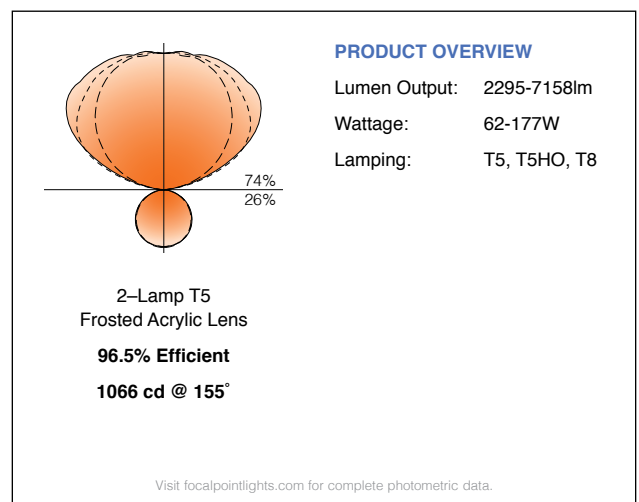 74%
26%
2–Lamp T5
Frosted Acrylic Lens
96.5% Efficient
1066 cd @ 155˚
PRODUCT OVERVIEW
Lumen Output: 2295-7158lm
Wattage: 62-177W
Lamping: T5, T5HO, T8
Visit focalpointlights.com for complete photometric data.